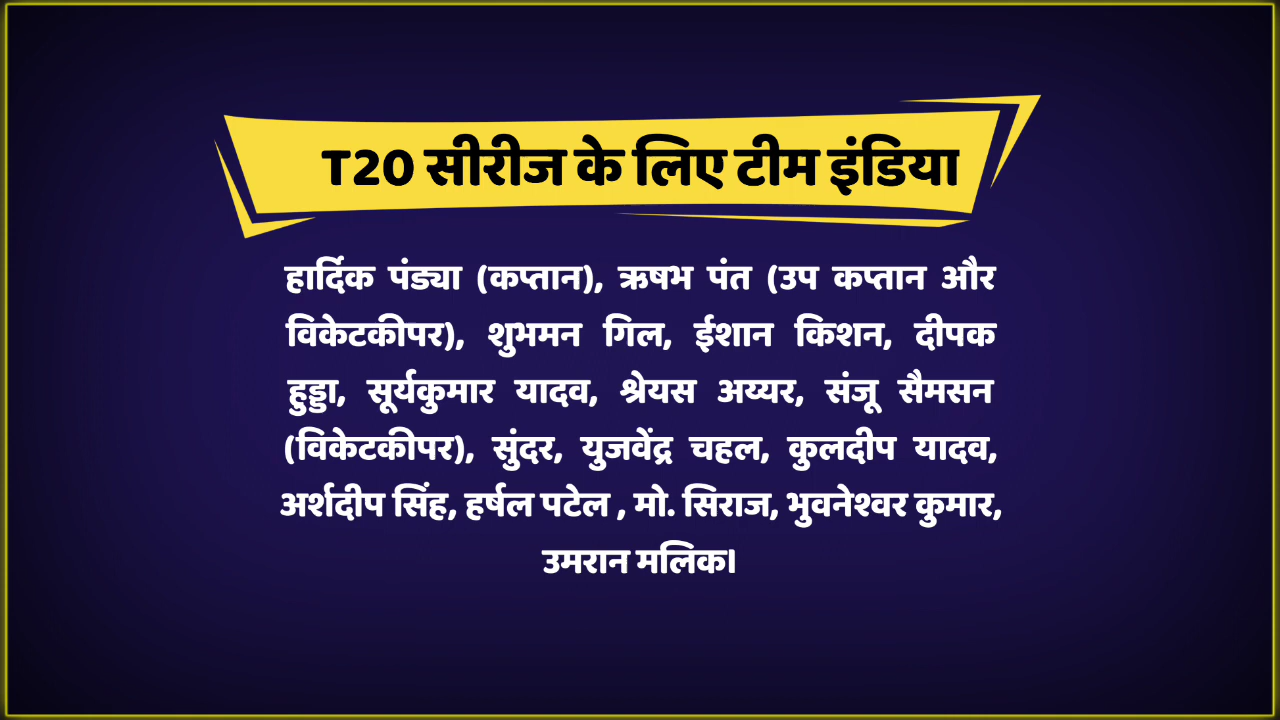 T20 सीरीज के लिए टीम इंडिया
हार्दिक पंड्या (कप्तान), ऋषभ पंत (उप कप्तान और
विकेटकीपर), शुभमन गिल, ईशान किशन, दीपक
हुड्डा, सूर्यकुमार यादव, श्रेयस अय्यर, संजू सैमसन
(विकेटकीपर), सुंदर, युजवेंद्र चहल, कुलदीप यादव,
अर्शदीप सिंह, हर्षल पटेल , मो. सिराज, भुवनेश्वर कुमार,
उमरान मलिक।